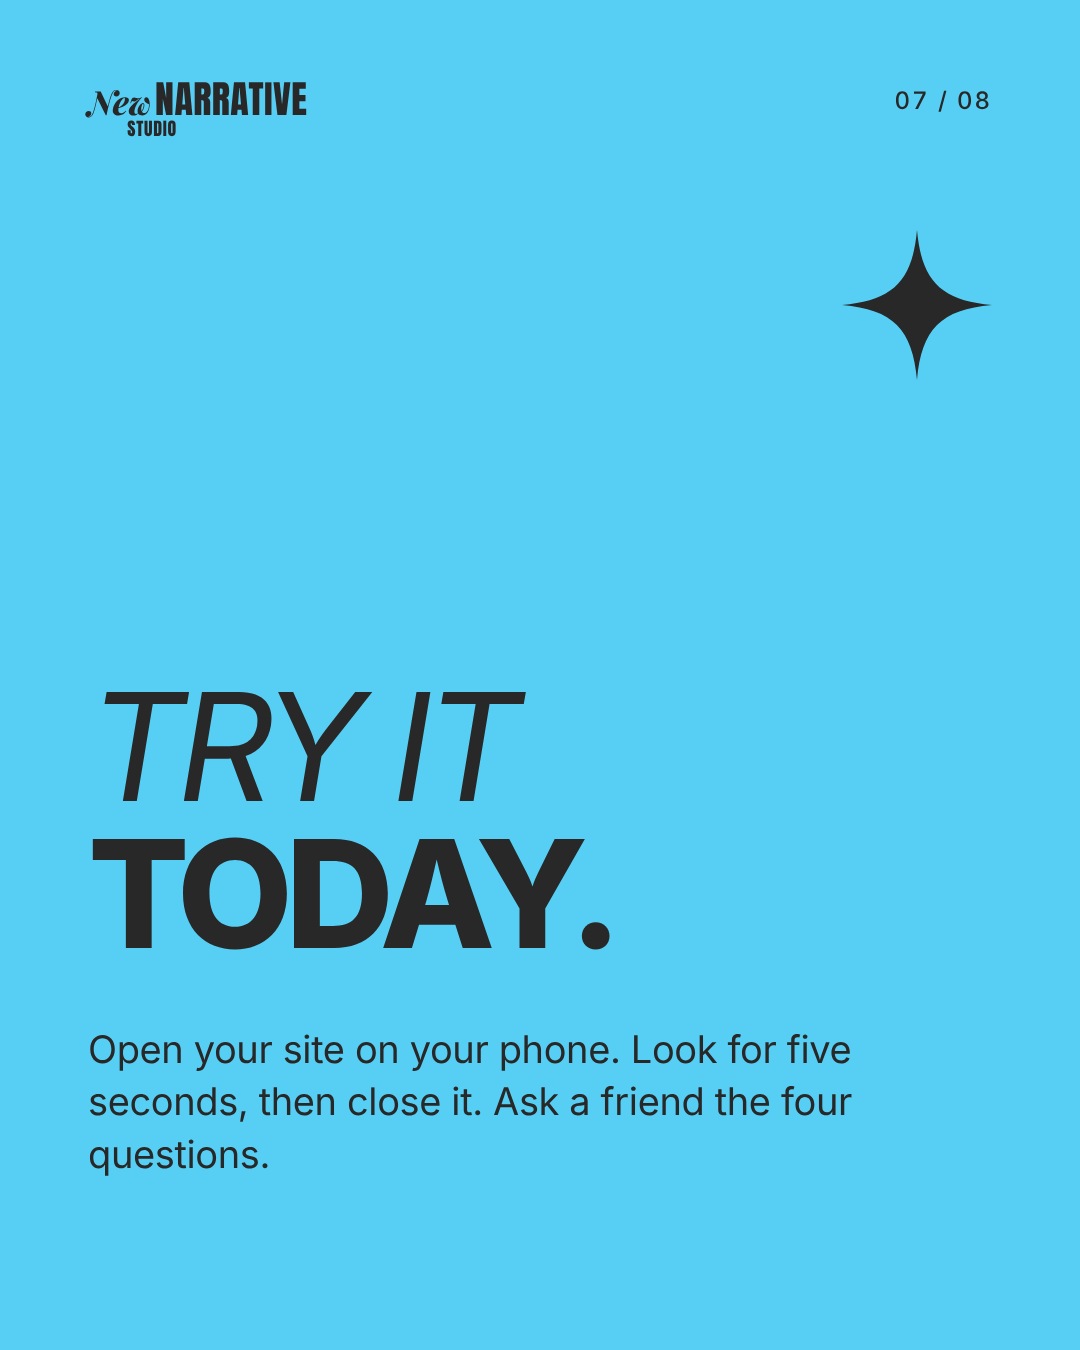 New NARRATIVE
STUDIO
07 / 08
TRY IT
TODAY.
Open your site on your phone. Look for five
seconds, then close it. Ask a friend the four
questions.